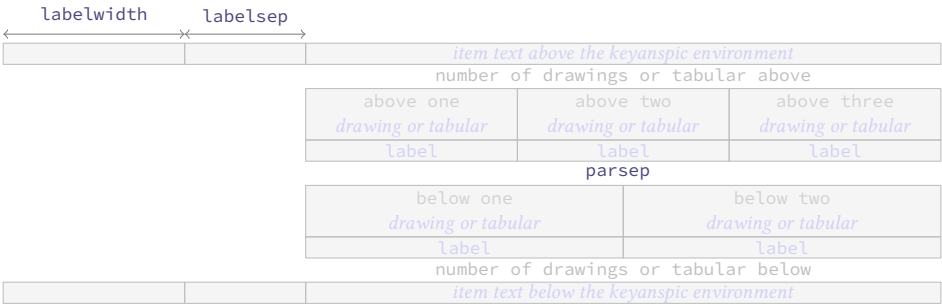 labelwidth labelsep
item text above the keyanspic environment
number of drawings or tabular above
above one above two above three
drawing or tabular drawing or tabular drawing or tabular
label label label
parsep
below one below two
drawing or tabular drawing or tabular
label label
number of drawings or tabular below
item text below the keyanspic environment